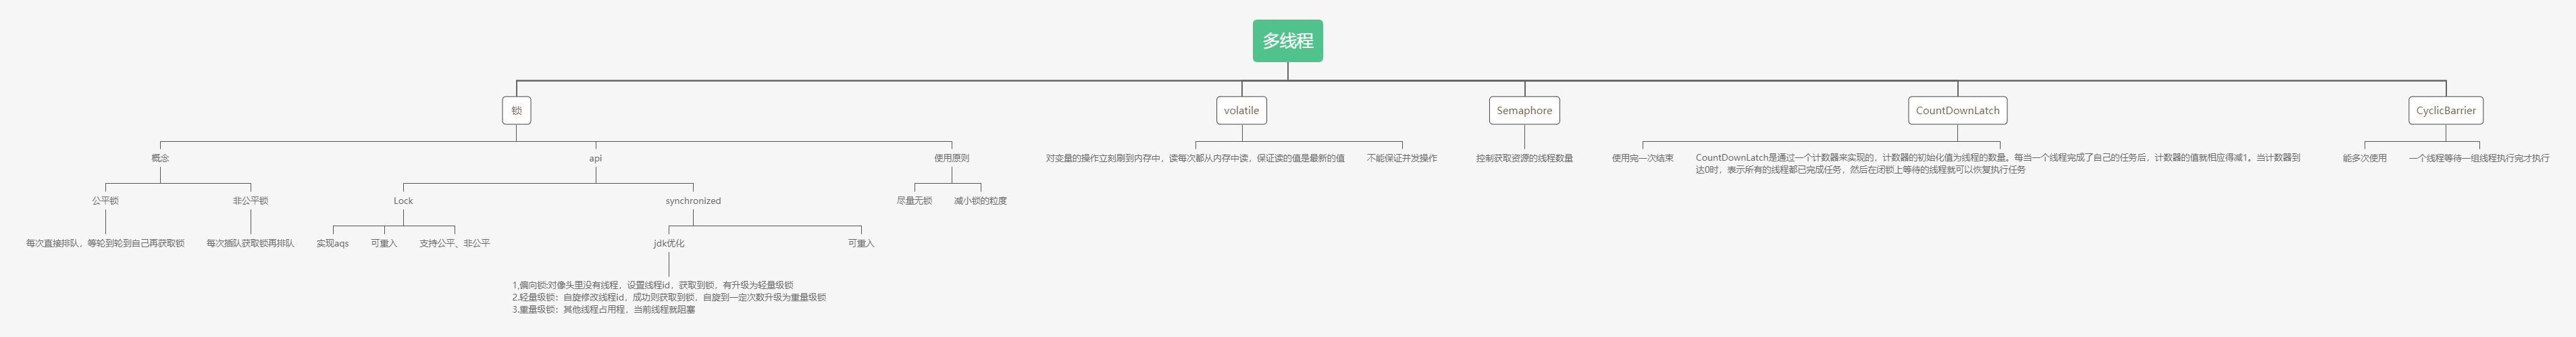 多线程
锁
volatile
Semaphore
CountDownLatch
CyclicBarrier
概念
api
使用原则
对变量的操作立刻刷到内存中，读每次都从内存中读，保证读的值是最新的值
不能保证并发操作
控制获取资源的线程数量
使用完一次结束
CountDownLatch是通过一个计数器来实现的，计数器的初始化值为线程的数量。每当一个线程完成了自己的任务后，计数器的值就相应得减1。当计数器到
达0时，表示所有的线程都已完成任务，然后在闭锁上等待的线程就可以恢复执行任务
能多次使用
一个线程等待一组线程执行完才执行
公平锁
非公平锁
Lock
synchronized
尽量无锁
减小锁的粒度
每次直接排队，等轮到轮到自己再获取锁
每次插队获取锁再排队
实现aqs
可重入
支持公平、非公平
jdk优化
可重入
1,偏向锁:对像头里没有线程，设置线程id，获取到锁，有升级为轻量级锁
2.轻量级锁：自旋修改线程id，成功则获取到锁，自旋到一定次数升级为重量级锁
3.重量级锁：其他线程占用程，当前线程就阻塞